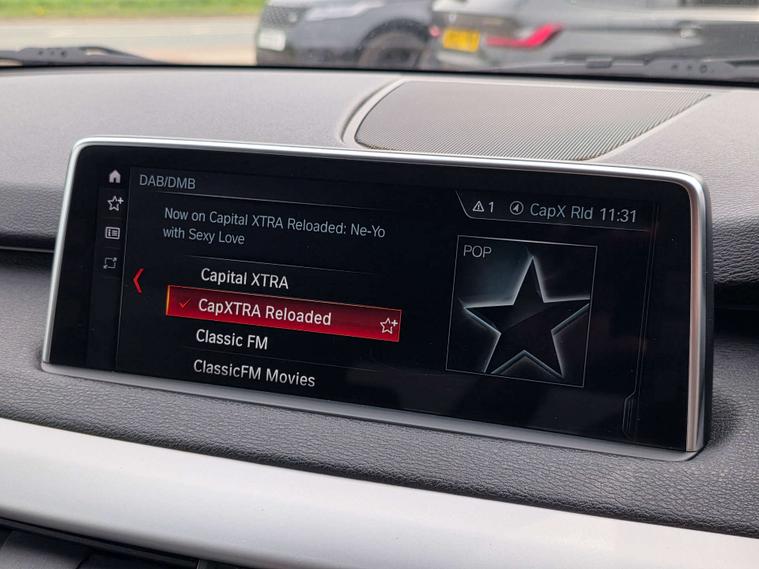 DAB/DMB
1 CapX Rld 11:31
Now on Capital XTRA Reloaded: Ne-Yo
with Sexy Love
POP
Capital XTRA
CapXTRA Reloaded
Classic FM
ClassicFM Movies